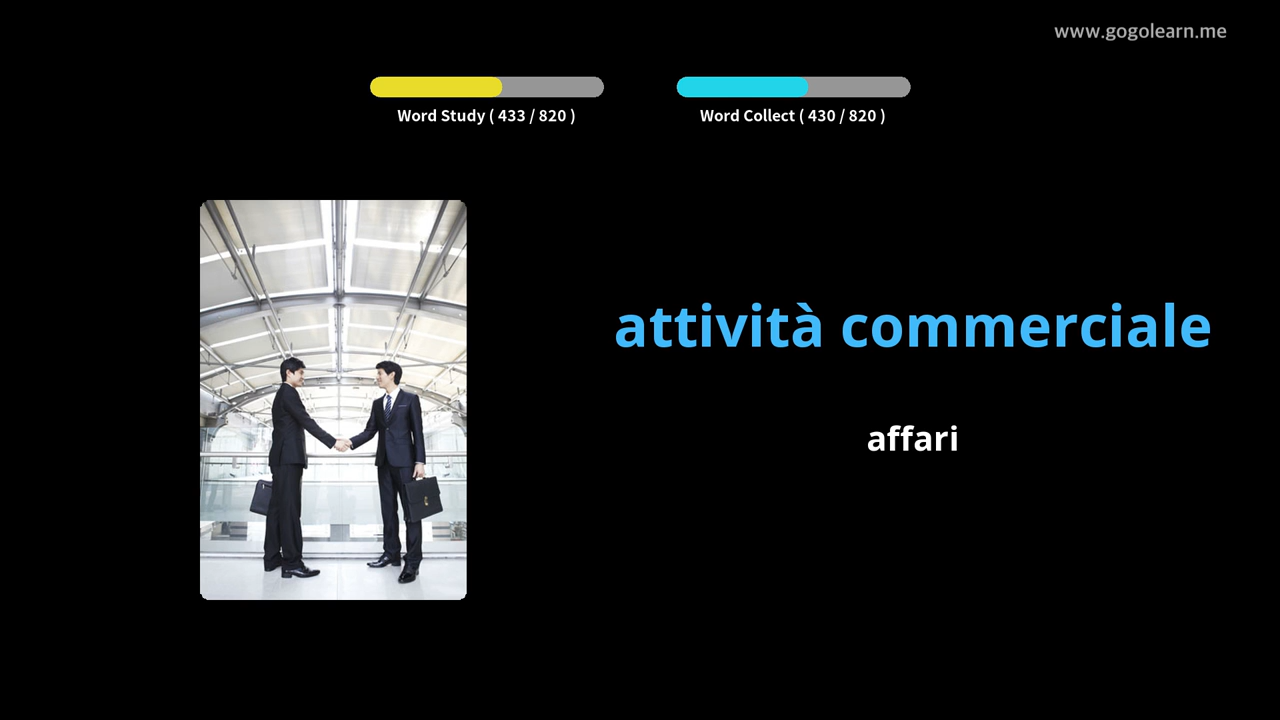 www.gogolearn.me
Word Study ( 433 / 820 )
Word Collect ( 430 / 820 )
attività commerciale
affari